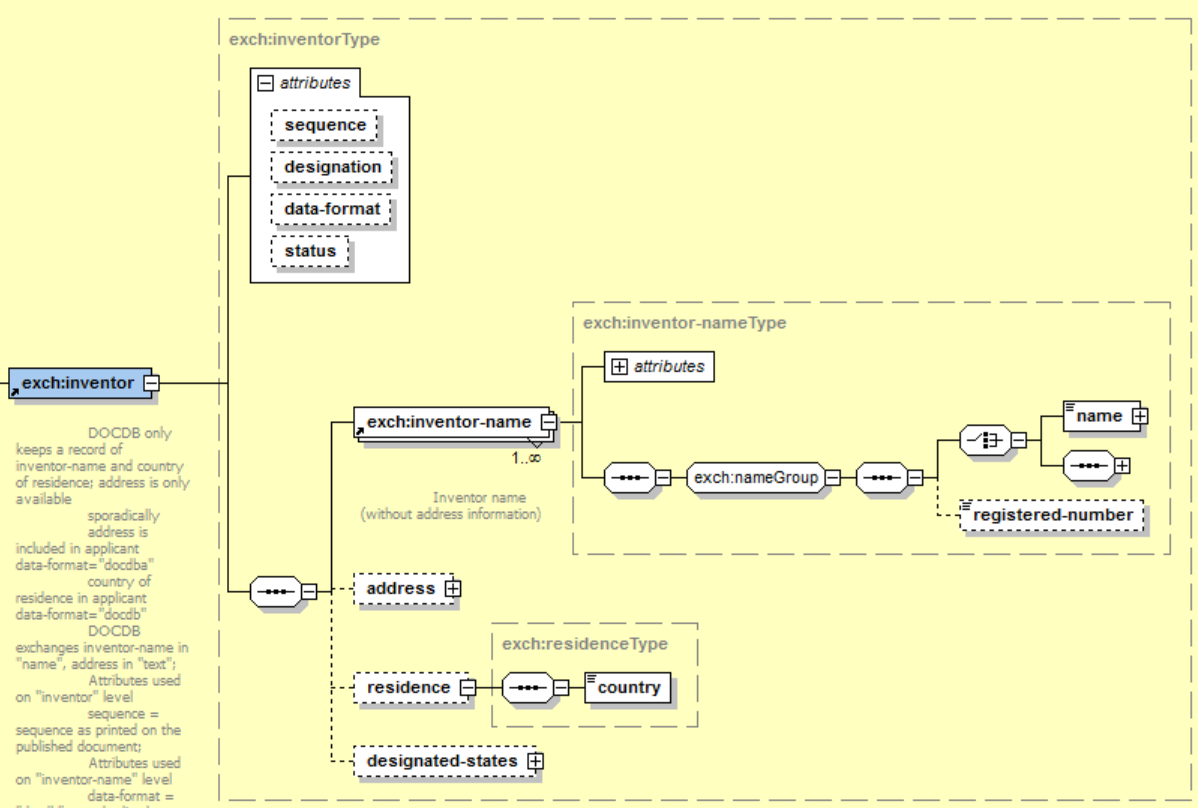 exch:inventorType
attributes
sequence
designation
data-format
status
exch:inventor-nameType
attributes
exch:inventor
exch:inventor-name
1..∞
name
DOCDB only
keeps a record of
inventor-name and country
of residence; address is only
available
sporadically
address is
included in applicant
data-format="docdba"
country of
residence in applicant
data-format="docdb"
DOCDB
exchanges inventor-name in
"name", address in "text";
Attributes used
on "inventor" level
sequence =
sequence as printed on the
published document;
Attributes used
on "inventor-name" level
data-format =
Inventor name
(without address information)
exch:nameGroup
registered-number
address
exch:residenceType
residence
country
designated-states